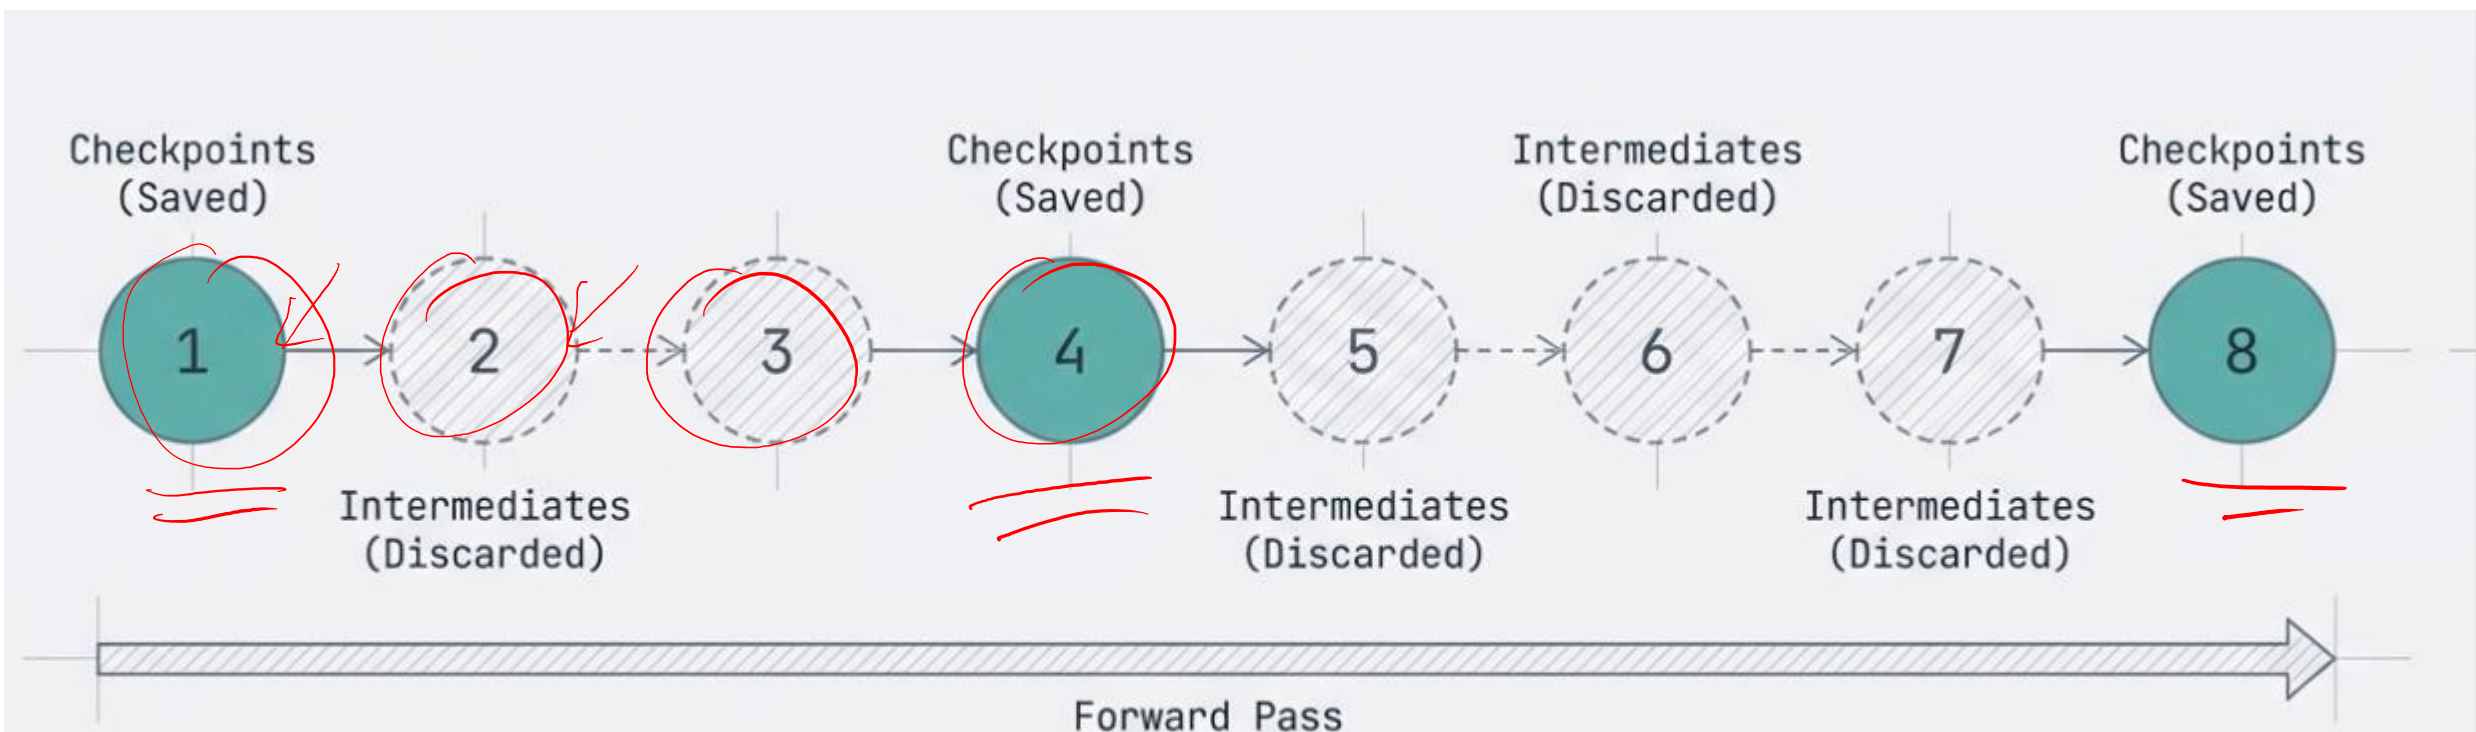 Checkpoints
(Saved)
Checkpoints
(Saved)
Intermediates
(Discarded)
Checkpoints
(Saved)
1
2
3
4
5
6
7
8
Intermediates
(Discarded)
Intermediates
(Discarded)
Intermediates
(Discarded)
Forward Pass